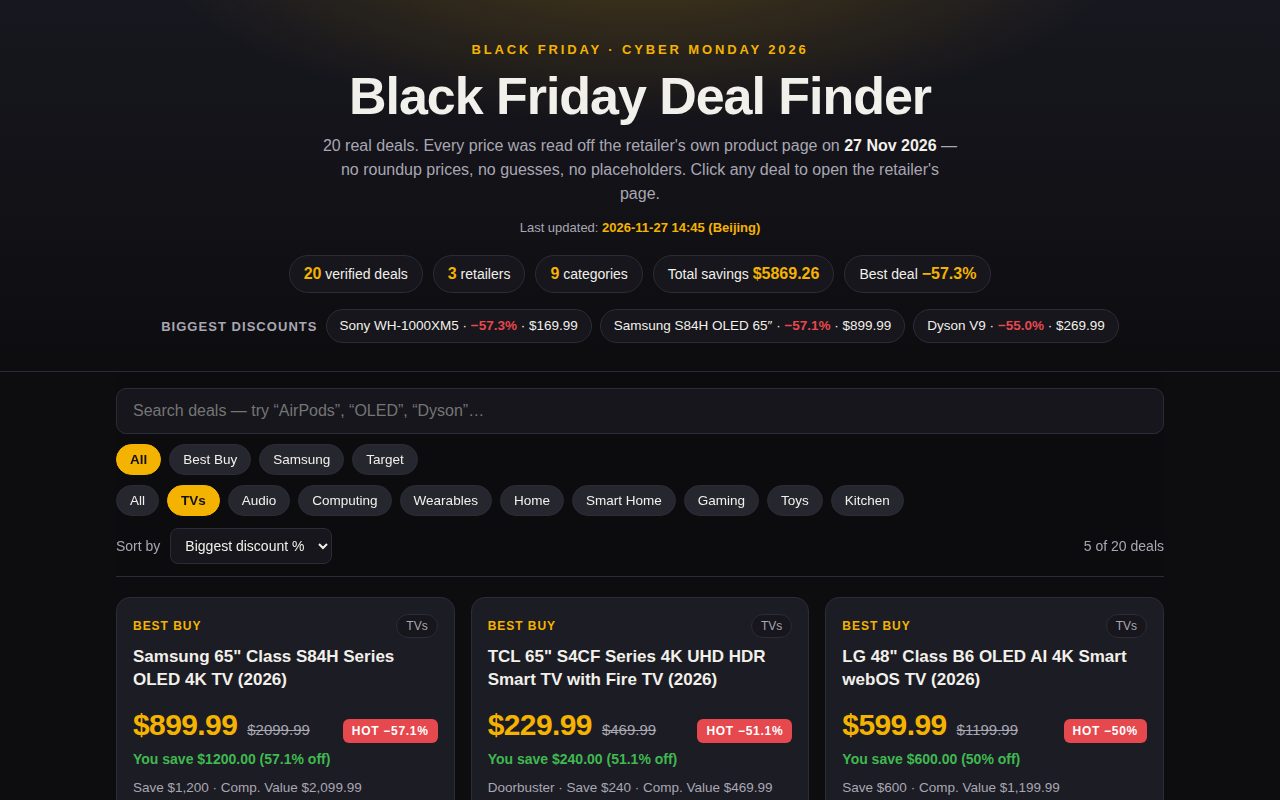 BLACK FRIDAY · CYBER MONDAY 2026
Black Friday Deal Finder
20 real deals. Every price was read off the retailer's own product page on 27 Nov 2026 —
no roundup prices, no guesses, no placeholders. Click any deal to open the retailer's
page.
Last updated: 2026-11-27 14:45 (Beijing)
20 verified deals 3 retailers 9 categories Total savings $5869.26 Best deal −57.3%
BIGGEST DISCOUNTS Sony WH-1000XM5 · −57.3% · $169.99 Samsung S84H OLED 65″ · −57.1% · $899.99 Dyson V9 · −55.0% · $269.99
Search deals — try “AirPods”, “OLED”, “Dyson”…
All Best Buy Samsung Target
All TVs Audio Computing Wearables Home Smart Home Gaming Toys Kitchen
Sort by Biggest discount % 5 of 20 deals
BEST BUY TVs
Samsung 65" Class S84H Series
OLED 4K TV (2026)
$899.99 $2099.99 HOT −57.1%
You save $1200.00 (57.1% off)
Save $1,200 · Comp. Value $2,099.99
BEST BUY TVs
TCL 65" S4CF Series 4K UHD HDR
Smart TV with Fire TV (2026)
$229.99 $469.99 HOT −51.1%
You save $240.00 (51.1% off)
Doorbuster · Save $240 · Comp. Value $469.99
BEST BUY TVs
LG 48" Class B6 OLED AI 4K Smart
webOS TV (2026)
$599.99 $1199.99 HOT −50%
You save $600.00 (50% off)
Save $600 · Comp. Value $1,199.99